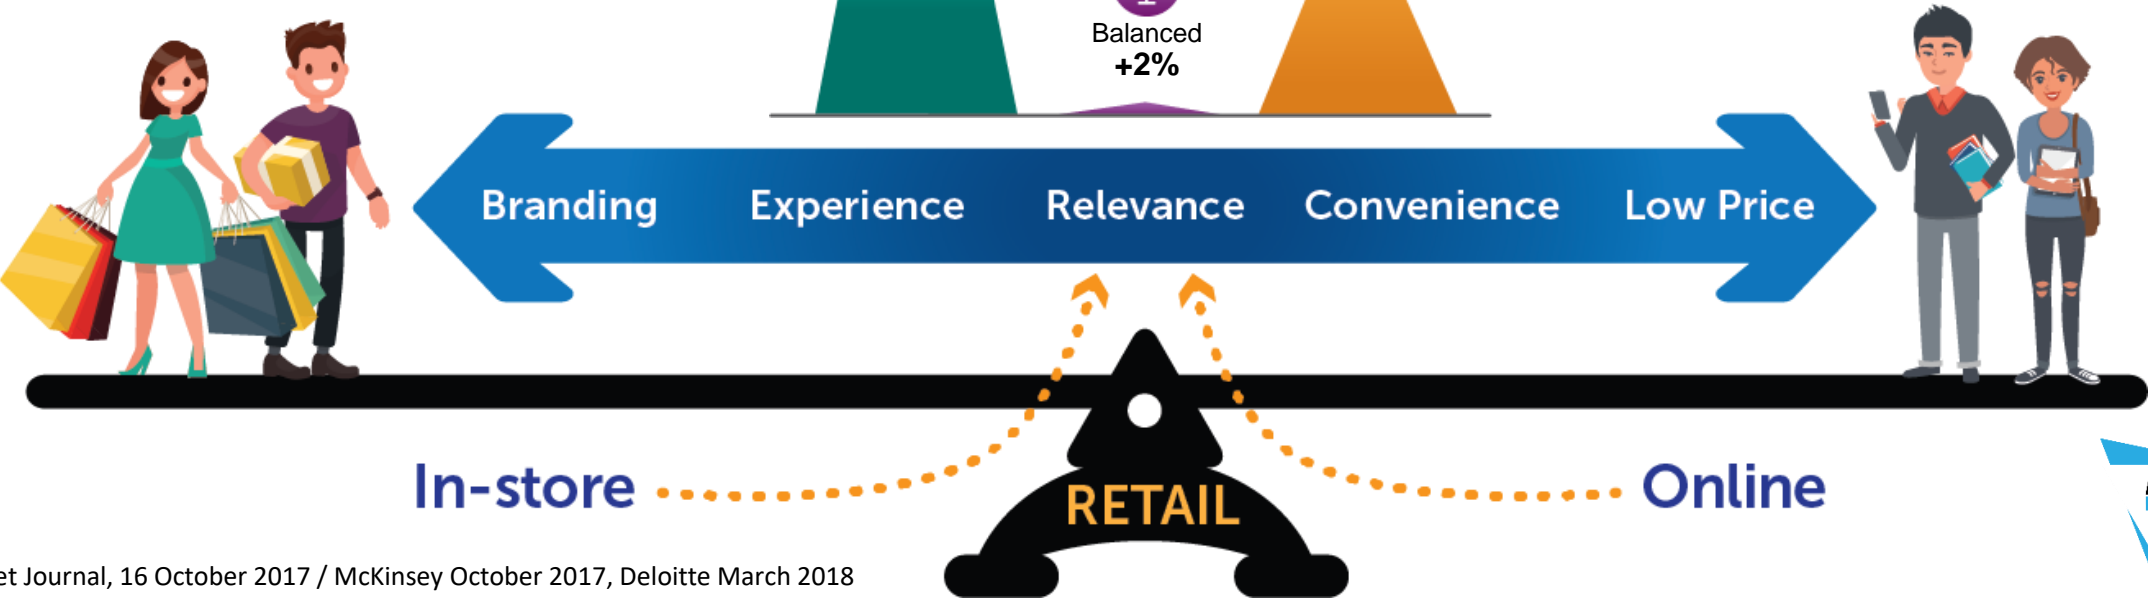 Balanced
+2%
Branding Experience Relevance Convenience Low Price
In-store
Online
RETAIL
Journal, 16 October 2017 / McKinsey October 2017, Deloitte March 2018